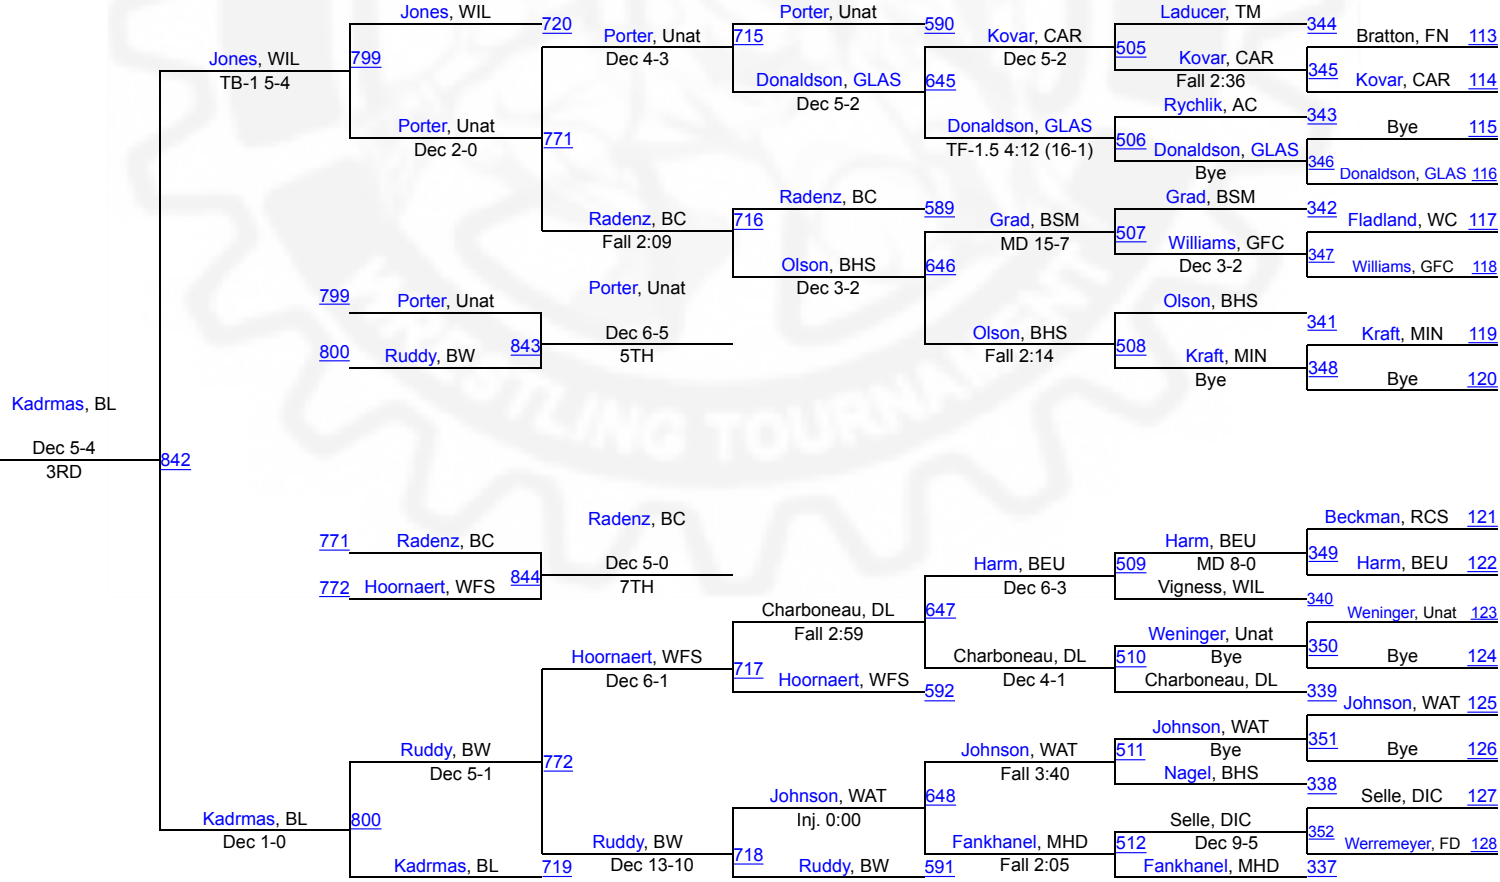 Jones, WIL
720
Porter, Unat
590
Laducer, TM
344
Porter, Unat
715
Kovar, CAR
505
Bratton, FN 113
Jones, WIL
799
Dec 4-3
Dec 5-2
Kovar, CAR
345
TB-1 5-4
Donaldson, GLAS
645
Fall 2:36
Kovar, CAR 114
Dec 5-2
Rychlik, AC
343
Porter, Unat
771
Donaldson, GLAS
506
Bye 115
Dec 2-0
TF-1.5 4:12 (16-1)
Donaldson, GLAS
346
Bye
Donaldson, GLAS 116
Radenz, BC
589
Grad, BSM
342
Radenz, BC
716
Grad, BSM
507
Fladland, WC 117
Fall 2:09
MD 15-7
Williams, GFC
347
Olson, BHS
646
Dec 3-2
Williams, GFC 118
Dec 3-2
799
Porter, Unat
Porter, Unat
Olson, BHS
341
Dec 6-5
Olson, BHS
508
Kraft, MIN 119
800
Ruddy, BW
843
5TH
Fall 2:14
Kraft, MIN
348
Bye
Bye 120
Kadrmas, BL
Dec 5-4
842
3RD
WRESTLING TOURNAMENT
Radenz, BC
Beckman, RCS 121
771
Radenz, BC
Harm, BEU
349
Dec 5-0
Harm, BEU
509
MD 8-0
Harm, BEU 122
772
Hoornaert, WFS
844
7TH
Dec 6-3
Vigness, WIL
340
Charboneau, DL
647
Weninger, Unat 123
Fall 2:59
Weninger, Unat
350
Hoornaert, WFS
717
Charboneau, DL
510
Bye
Bye 124
Dec 6-1
Hoornaert, WFS
592
Dec 4-1
Charboneau, DL
339
Johnson, WAT 125
Johnson, WAT
351
Ruddy, BW
772
Johnson, WAT
511
Bye
Bye 126
Dec 5-1
Fall 3:40
Nagel, BHS
338
Johnson, WAT
648
Selle, DIC 127
Kadrmas, BL
800
Inj. 0:00
Selle, DIC
352
Dec 1-0
Ruddy, BW
718
Fankhanel, MHD
512
Dec 9-5
Werremeyer, FD 128
Kadrmas, BL
719
Dec 13-10
Ruddy, BW
591
Fall 2:05
Fankhanel, MHD
337